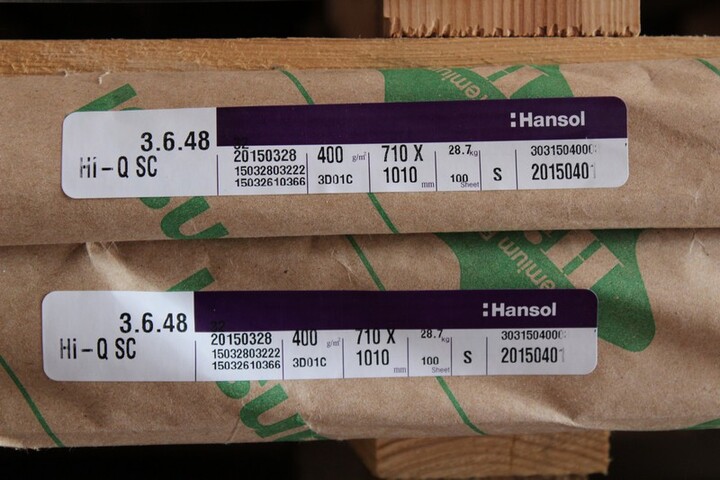 :Hansol
3.6.48
Hi-Q SC
20150328
15032803222
15032610366
400 g/m²
3D01C
710 X
1010 mm
28.7 kg
100 Sheet
S
3031504000
20150401
:Hansol
3.6.48
Hi-Q SC
20150328
15032803222
15032610366
400 g/m²
3D01C
710 X
1010 mm
28.7 kg
100 Sheet
S
3031504000
20150401